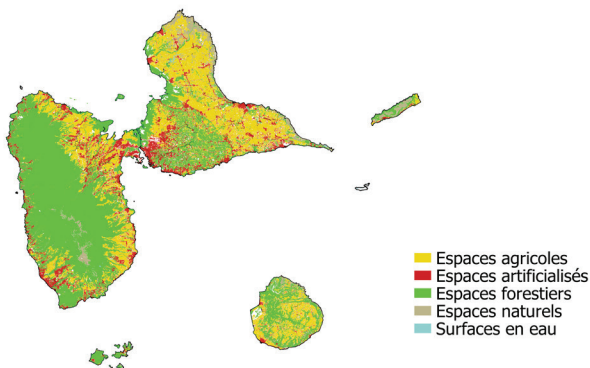 Espaces agricoles
Espaces artificialisés
Espaces forestiers
Espaces naturels
Surfaces en eau